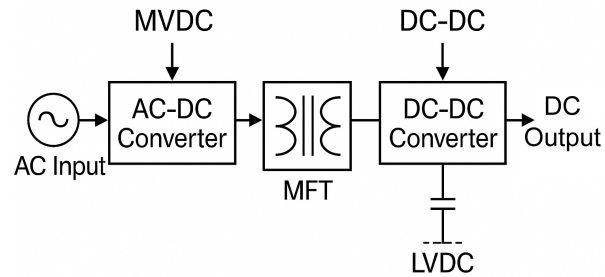 MVDC
DC-DC
AC-DC
Converter
DC-DC
Converter
DC
Output
AC Input
MFT
LVDC